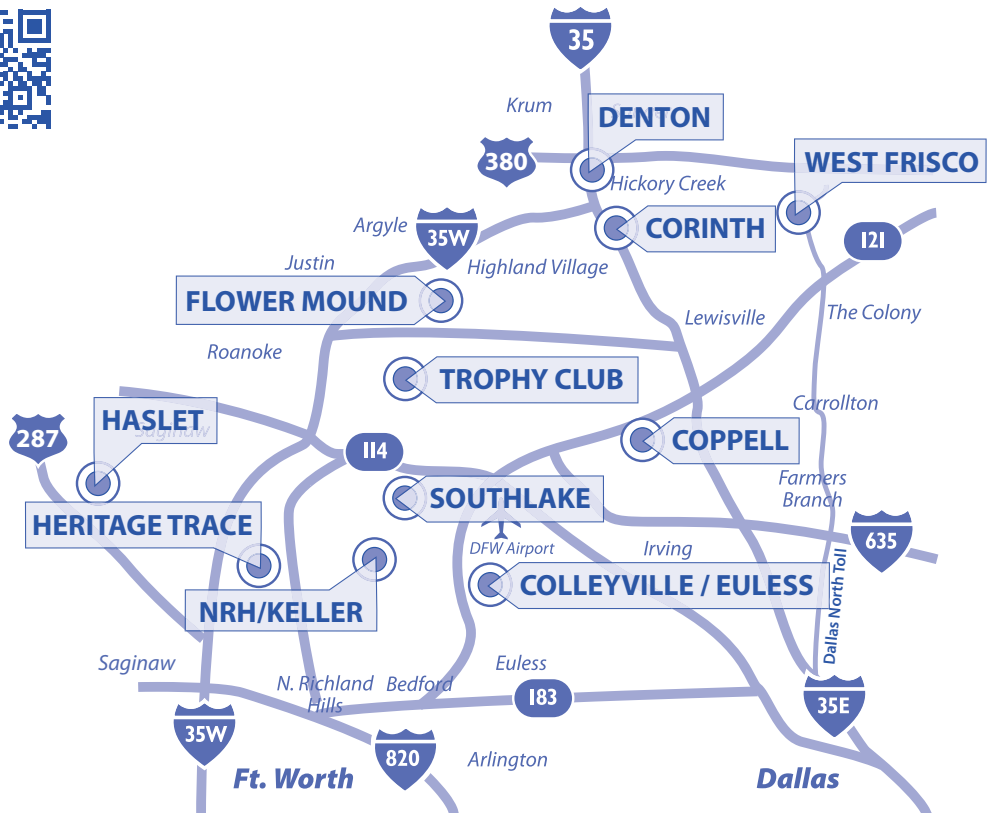 35
Krum
DENTON
380
WEST FRISCO
Hickory Creek
Argyle
35W
CORINTH
121
Justin
Highland Village
FLOWER MOUND
Lewisville
The Colony
Roanoke
TROPHY CLUB
HASLET
Saginaw
Carrollton
287
114
COPPELL
Farmers
Branch
SOUTHLAKE
HERITAGE TRACE
DFW Airport
Irving
635
COLLEYVILLE / EULESS
NRH/KELLER
Dallas North Toll
Saginaw
Euless
N. Richland
Hills
Bedford
183
35E
35W
820
Arlington
Ft. Worth
Dallas